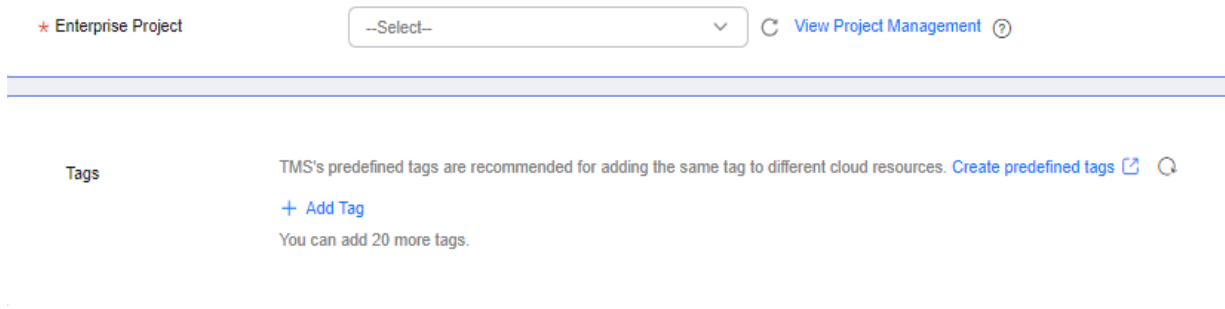 * Enterprise Project --Select-- View Project Management ?
Tags TMS's predefined tags are recommended for adding the same tag to different cloud resources. Create predefined tags
+ Add Tag
You can add 20 more tags.